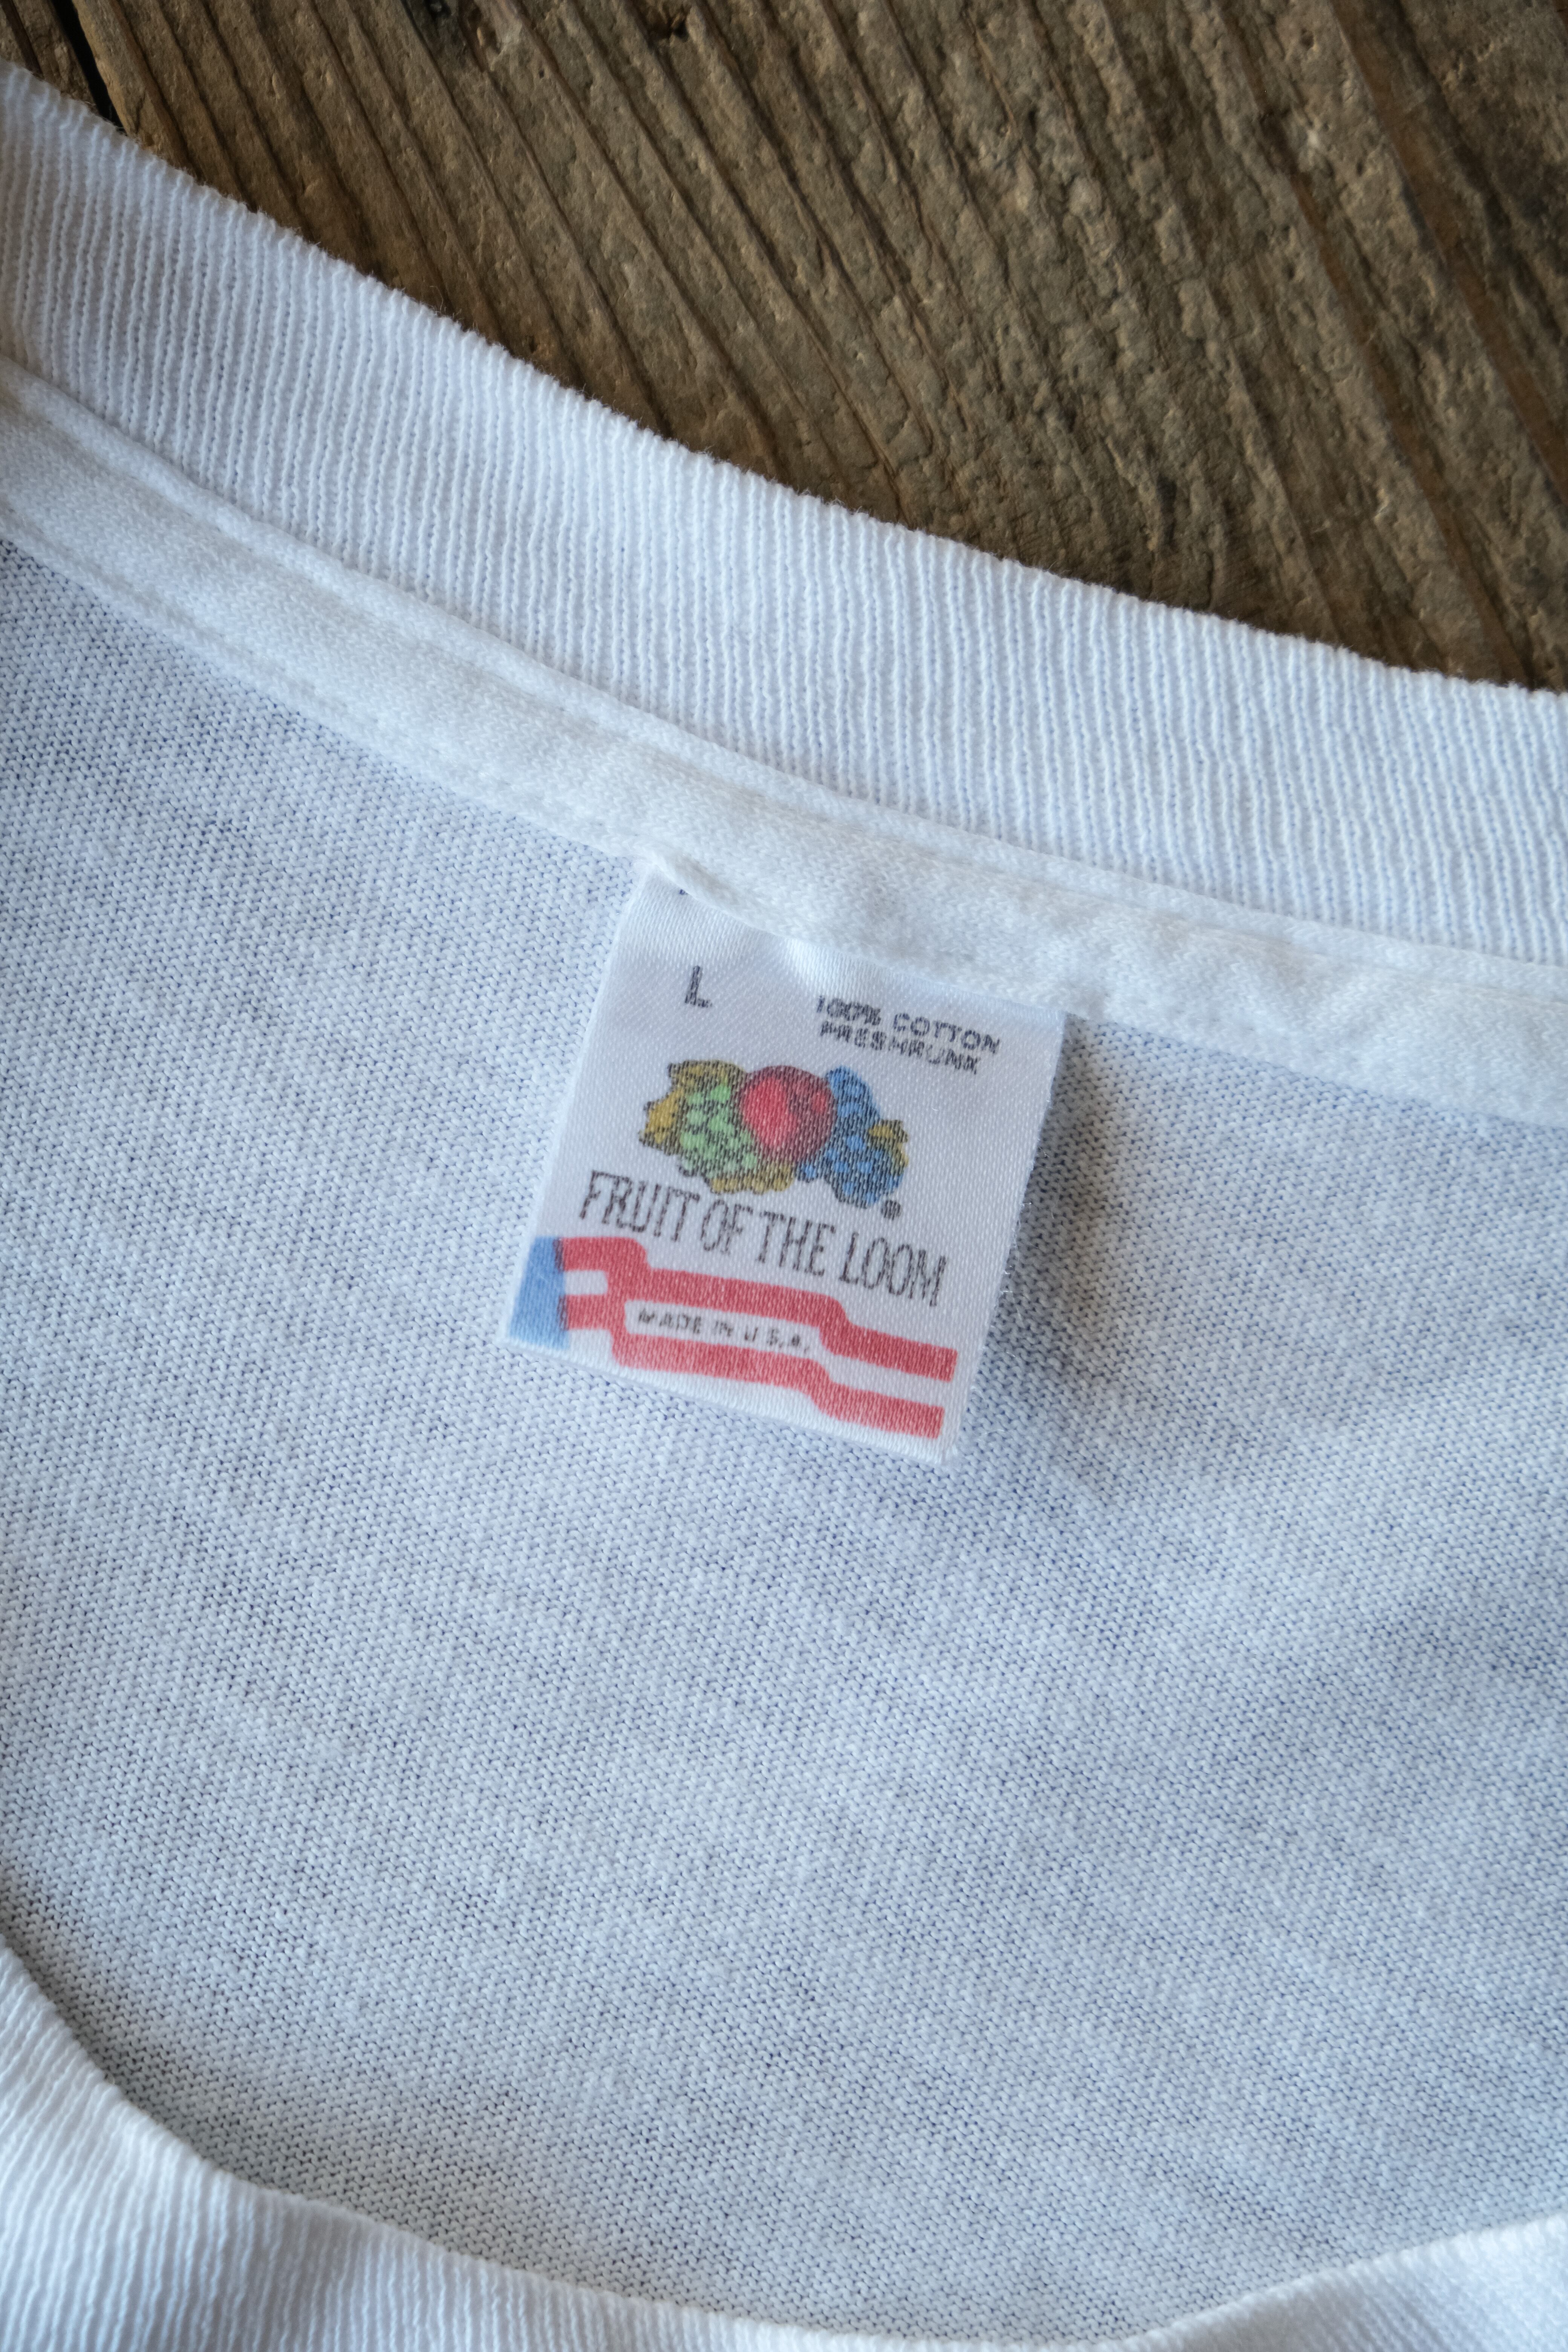 L
100% COTTON
PRESHRUNK
FRUIT OF THE LOOM
MADE IN U.S.A.